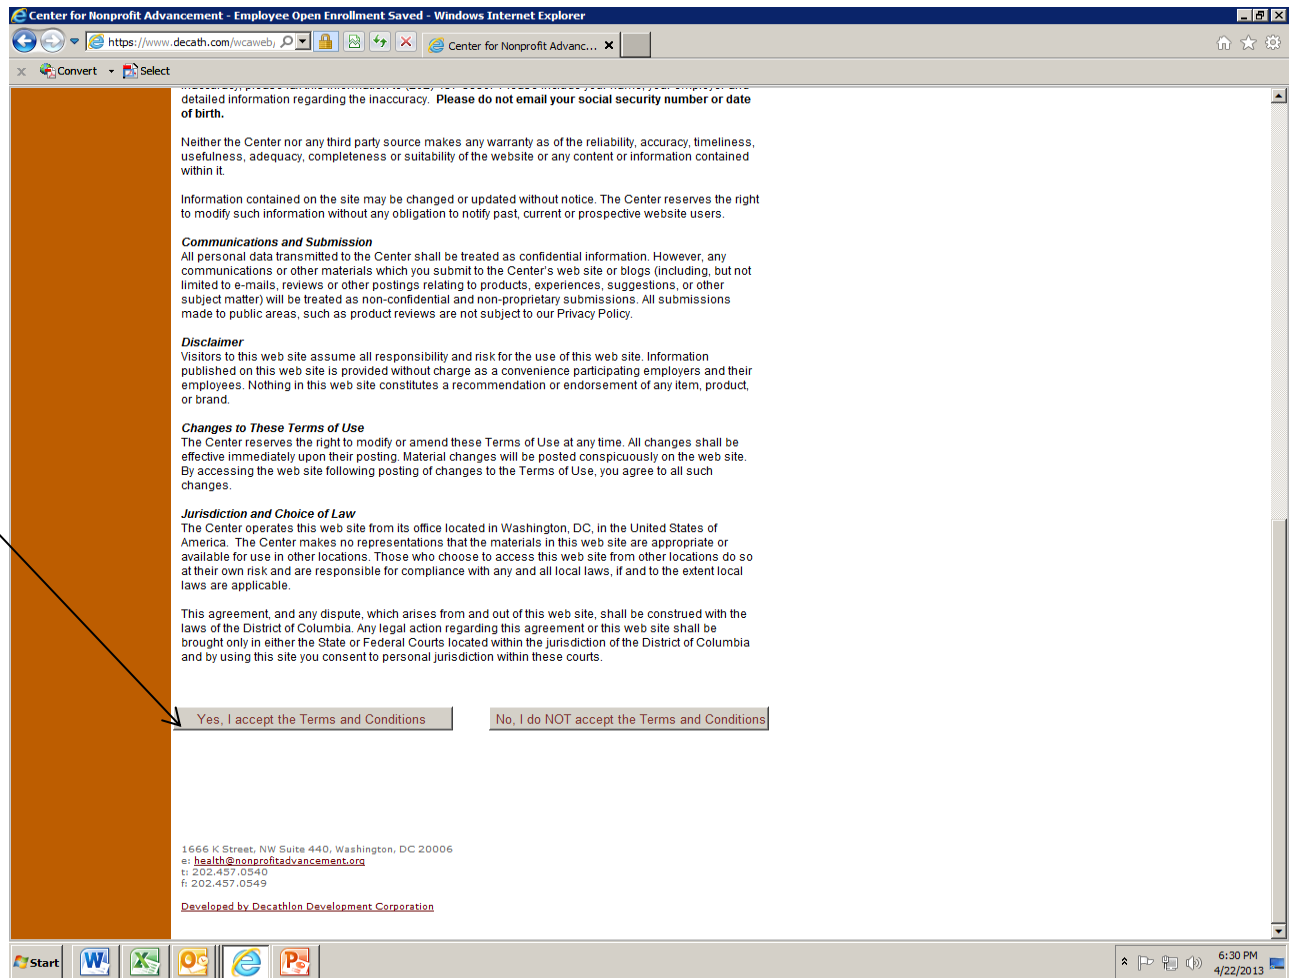 Center for Nonprofit Advancement - Employee Open Enrollment Saved - Windows Internet Explorer
https://www.decath.com/wcaweb/
Center for Nonprofit Advanc...
x Convert Select
detailed information regarding the inaccuracy. Please do not email your social security number or date
of birth.
Neither the Center nor any third party source makes any warranty as of the reliability, accuracy, timeliness,
usefulness, adequacy, completeness or suitability of the website or any content or information contained
within it.
Information contained on the site may be changed or updated without notice. The Center reserves the right
to modify such information without any obligation to notify past, current or prospective website users.
Communications and Submission
All personal data transmitted to the Center shall be treated as confidential information. However, any
communications or other materials which you submit to the Center's web site or blogs (including, but not
limited to e-mails, reviews or other postings relating to products, experiences, suggestions, or other
subject matter) will be treated as non-confidential and non-proprietary submissions. All submissions
made to public areas, such as product reviews are not subject to our Privacy Policy.
Disclaimer
Visitors to this web site assume all responsibility and risk for the use of this web site. Information
published on this web site is provided without charge as a convenience participating employers and their
employees. Nothing in this web site constitutes a recommendation or endorsement of any item, product,
or brand.
Changes to These Terms of Use
The Center reserves the right to modify or amend these Terms of Use at any time. All changes shall be
effective immediately upon their posting. Material changes will be posted conspicuously on the web site.
By accessing the web site following posting of changes to the Terms of Use, you agree to all such
changes.
Jurisdiction and Choice of Law
The Center operates this web site from its office located in Washington, DC, in the United States of
America. The Center makes no representations that the materials in this web site are appropriate or
available for use in other locations. Those who choose to access this web site from other locations do so
at their own risk and are responsible for compliance with any and all local laws, if and to the extent local
laws are applicable.
This agreement, and any dispute, which arises from and out of this web site, shall be construed with the
laws of the District of Columbia. Any legal action regarding this agreement or this web site shall be
brought only in either the State or Federal Courts located within the jurisdiction of the District of Columbia
and by using this site you consent to personal jurisdiction within these courts.
Yes, I accept the Terms and Conditions
No, I do NOT accept the Terms and Conditions
1666 K Street, NW Suite 440, Washington, DC 20006
e: health@nonprofitadvancement.org
t: 202.457.0540
f: 202.457.0549
Developed by Decathlon Development Corporation
Start
6:30 PM
4/22/2013